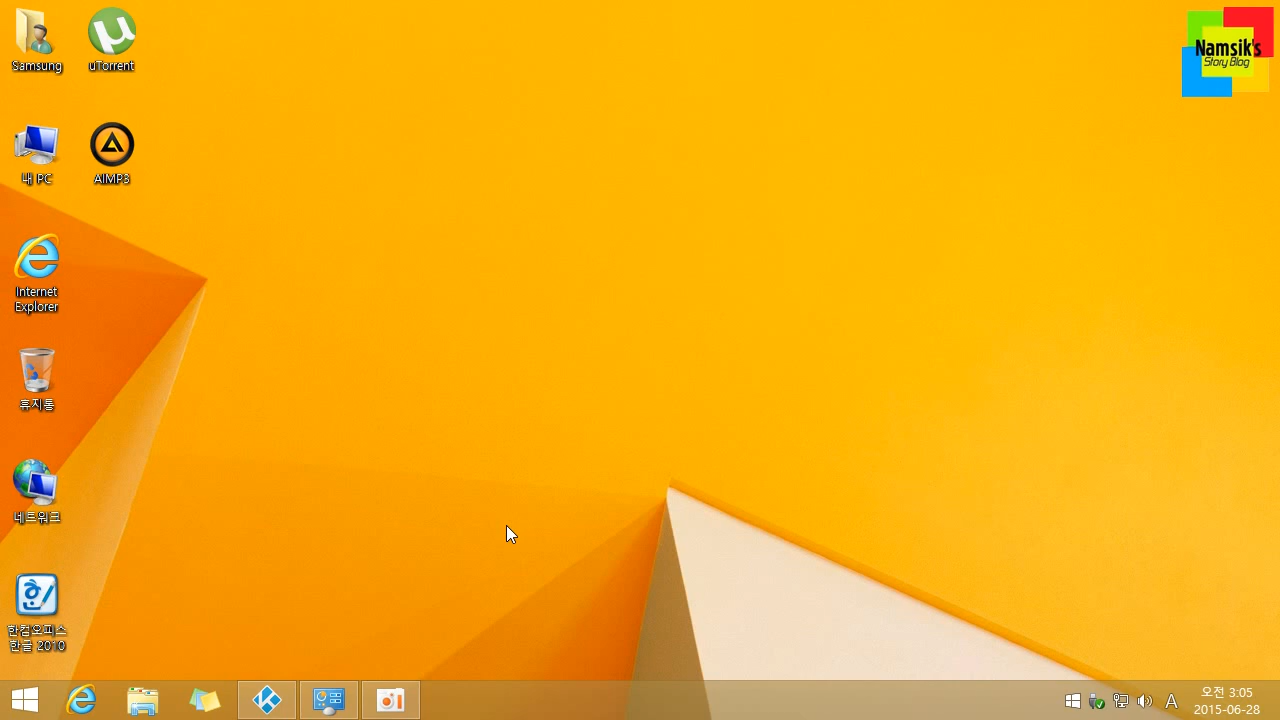 Samsung
uTorrent
Namsik's
Story Blog
내 PC
AIMP3
Internet
Explorer
휴지통
네트워크
한컴오피스
한글 2010
A
오전 3:05
2015-06-28